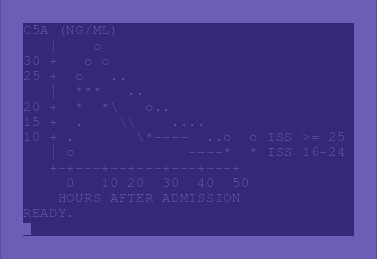 C5A (NG/ML)
   |    o
30 +   o o
25 +  o   ..
   |  ***   ..
20 +  *  *\   o..
15 +  .    \\    ....
10 + .       \*----  ..o  o ISS >= 25
   | o             ----*  * ISS 16-24
   +-+---+--+---+---+---+
     0   10 20  30  40  50
    HOURS AFTER ADMISSION
READY.